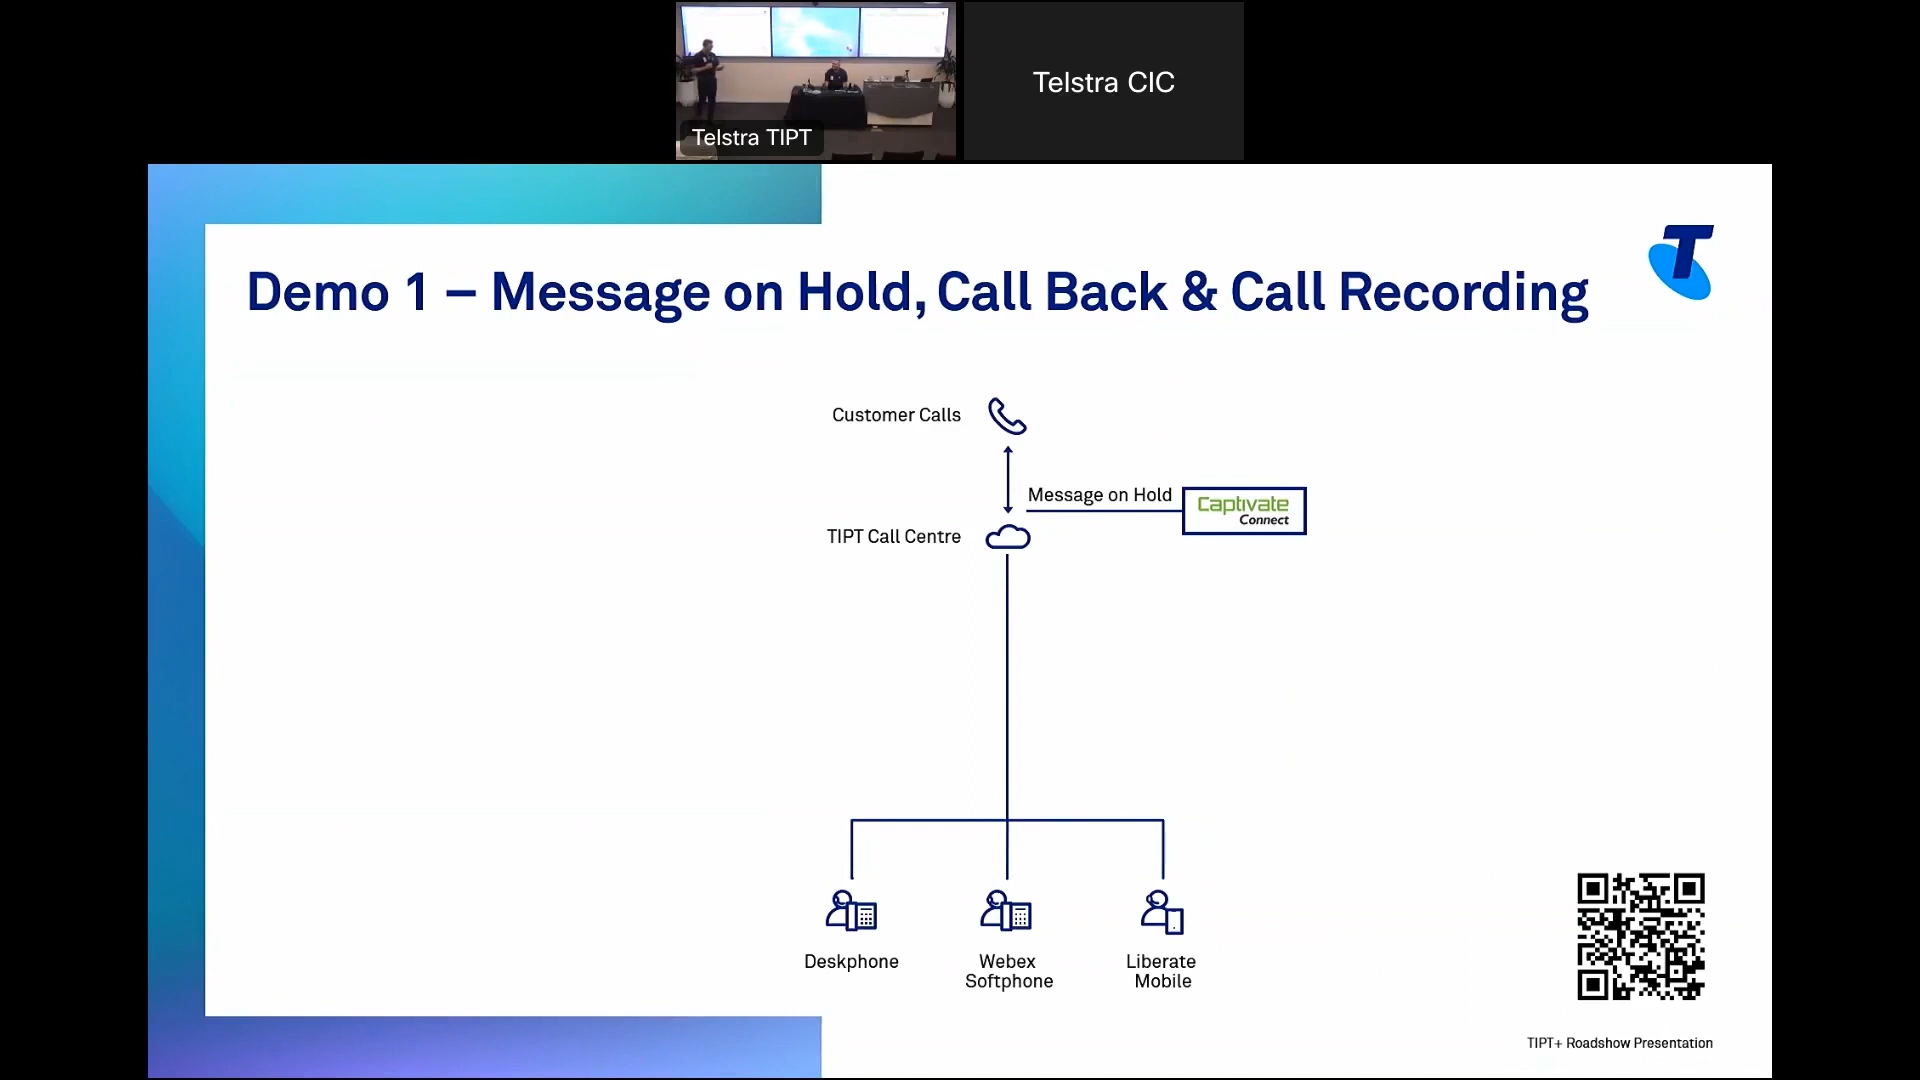 Telstra TIPT
Telstra CIC
Demo 1 – Message on Hold, Call Back & Call Recording
T
Customer Calls
Message on Hold
Captivate
Connect
TIPT Call Centre
Deskphone
Webex
Softphone
Liberate
Mobile
TIPT+ Roadshow Presentation